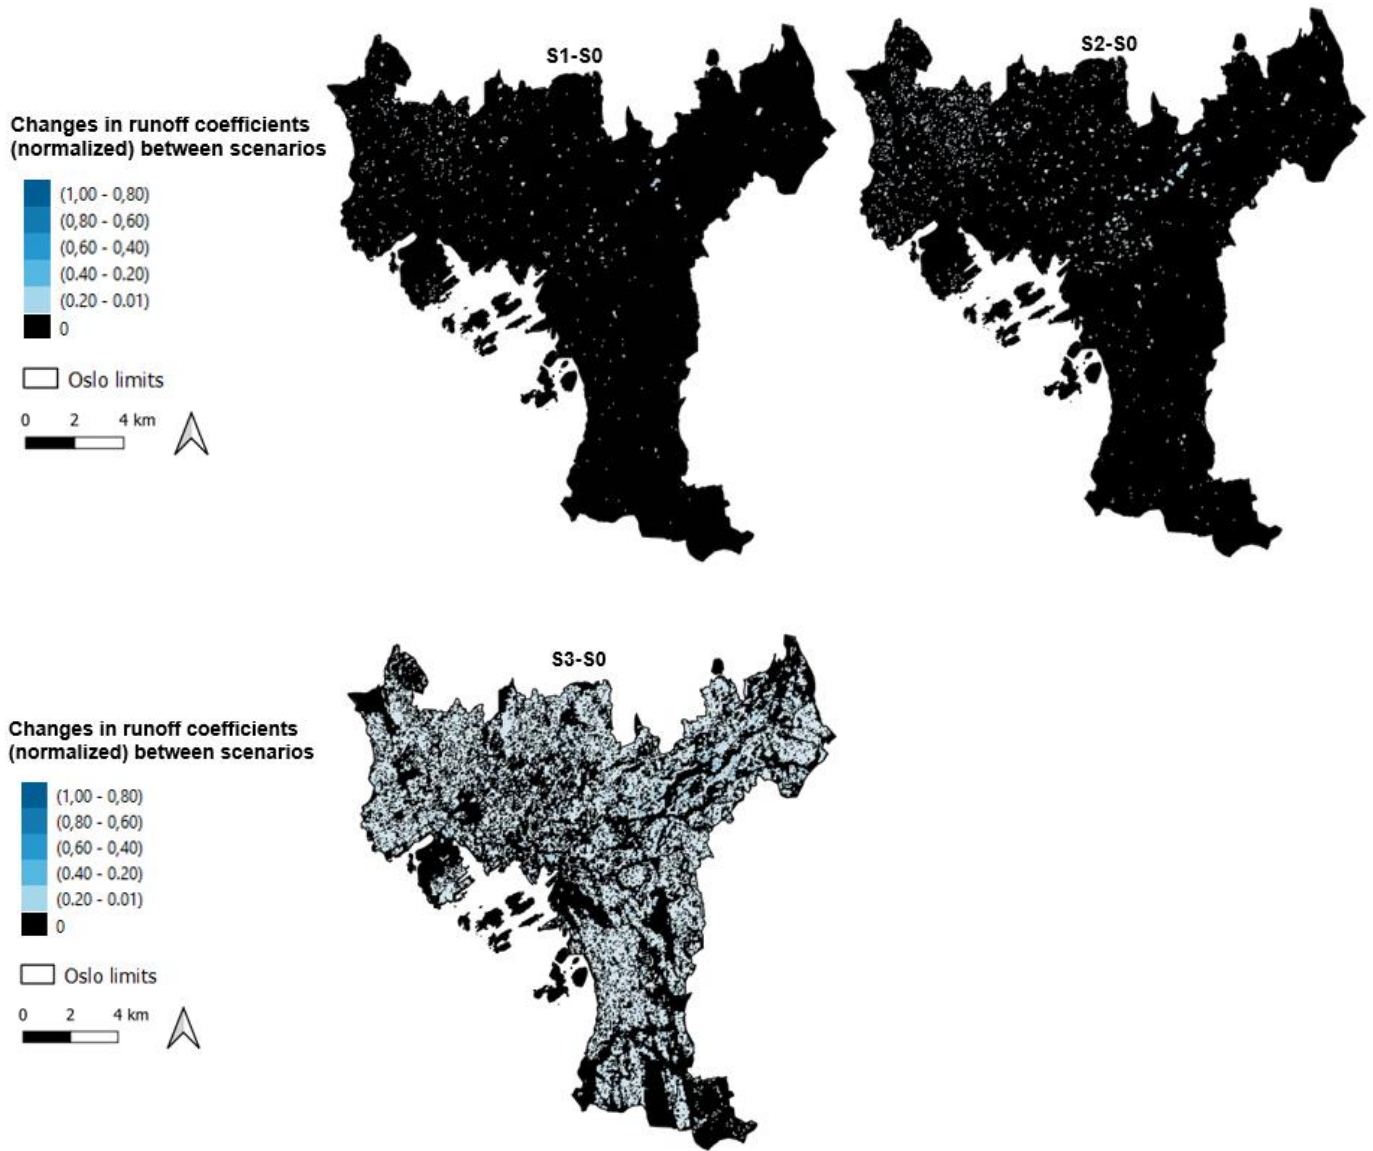 S1-S0
S2-S0
Changes in runoff coefficients
(normalized) between scenarios
(1,00 - 0,80)
(0,80 - 0,60)
(0,60 - 0,40)
(0.40 - 0.20)
(0.20 - 0.01)
0
Oslo limits
0 2 4 km
S3-S0
Changes in runoff coefficients
(normalized) between scenarios
(1,00 - 0,80)
(0,80 - 0,60)
(0,60 - 0,40)
(0.40 - 0.20)
(0.20 - 0.01)
0
Oslo limits
0 2 4 km